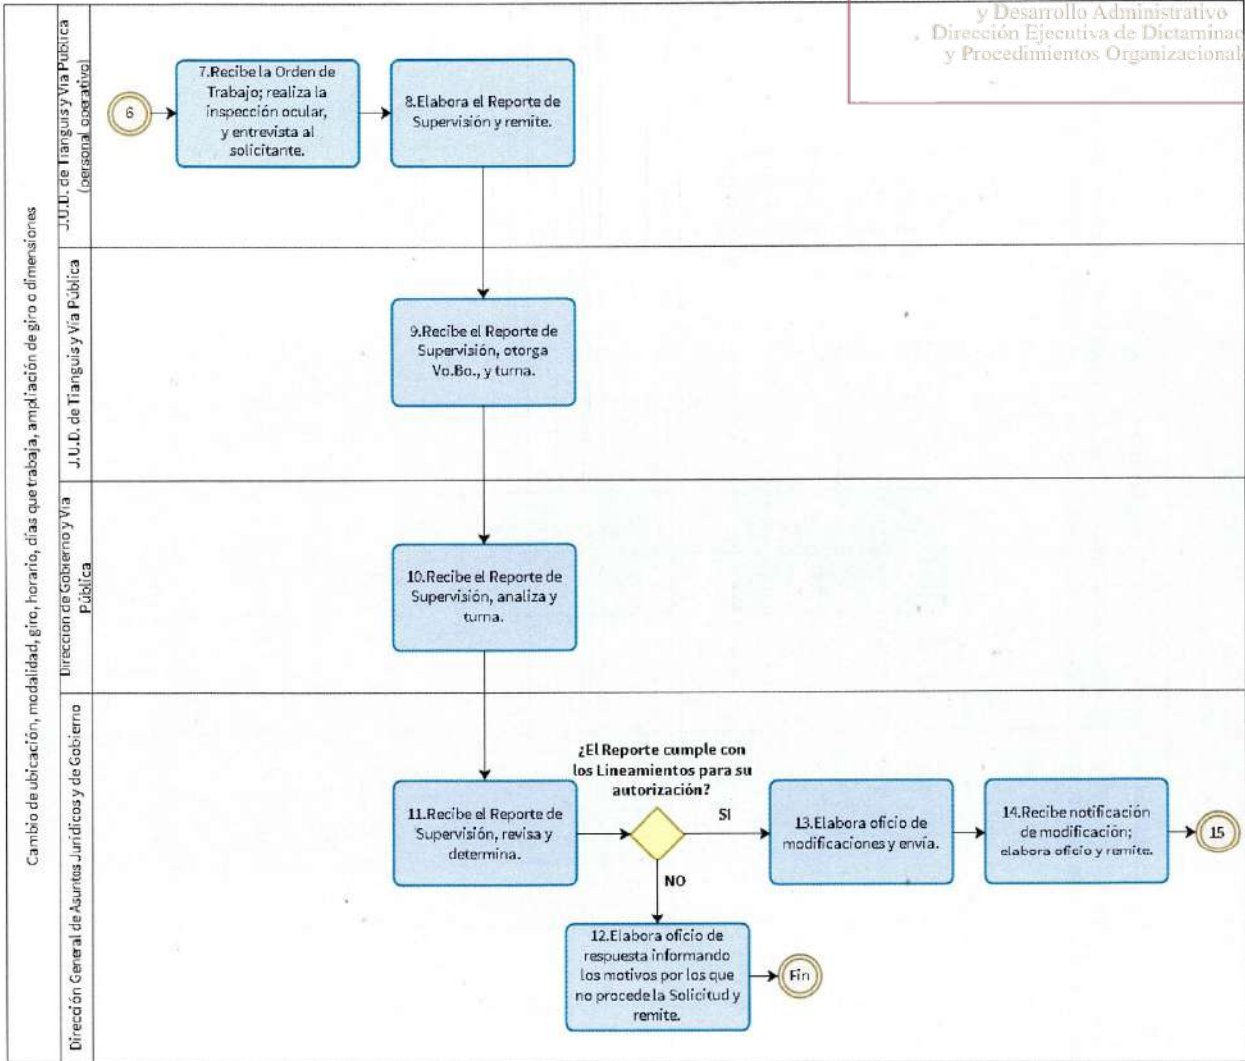 y Desarrollo Administrativo
Dirección Ejecutiva de Dictaminac
y Procedimientos Organizacional
Cambio de ubicación, modalidad, giro, horario, días que trabaja, ampliación de giro o dimensiones
J.U.D. de Tianguis y Vía Pública
(personal operativo)
6
7.Recibe la Orden de
Trabajo; realiza la
inspección ocular,
y entrevista al
solicitante.
8.Elabora el Reporte de
Supervisión y remite.
J.U.D. de Tianguis y Vía Pública
9.Recibe el Reporte de
Supervisión, otorga
Vo.Bo., y turna.
Dirección de Gobierno y Vía
Pública
10.Recibe el Reporte de
Supervisión, analiza y
turna.
Dirección General de Asuntos Jurídicos y de Gobierno
11.Recibe el Reporte de
Supervisión, revisa y
determina.
¿El Reporte cumple con
los Lineamientos para su
autorización?
SI
13.Elabora oficio de
modificaciones y envía.
14.Recibe notificación
de modificación;
elabora oficio y remite.
15
NO
12.Elabora oficio de
respuesta informando
los motivos por los que
no procede la Solicitud y
remite.
Fin